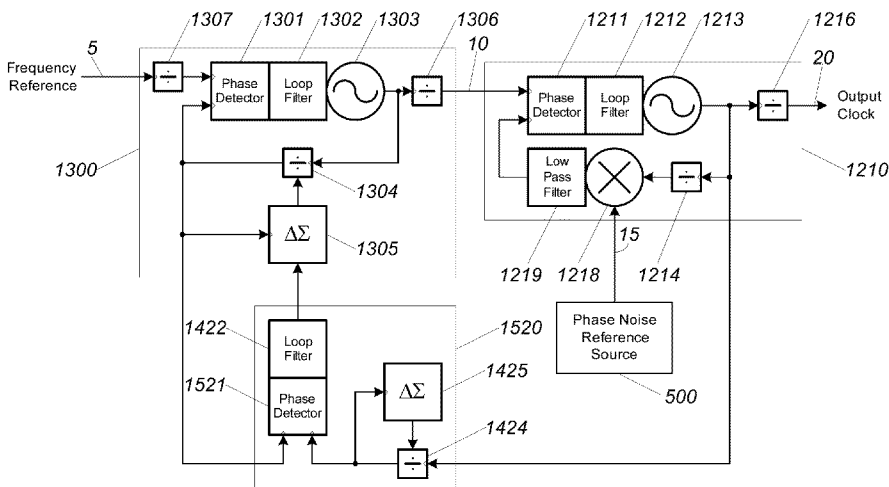 1307
1301
1302
1303
1306
1211
1212
1213
1216
5
10
20
Frequency
Reference
÷
Phase
Detector
Loop
Filter
÷
Phase
Detector
Loop
Filter
÷
Output
Clock
1300
÷
1304
Low
Pass
Filter
÷
1210
ΔΣ
1305
15
1219
1218
1214
1422
Loop
Filter
1520
Phase Noise
Reference
Source
1521
Phase
Detector
ΔΣ
1425
500
÷
1424